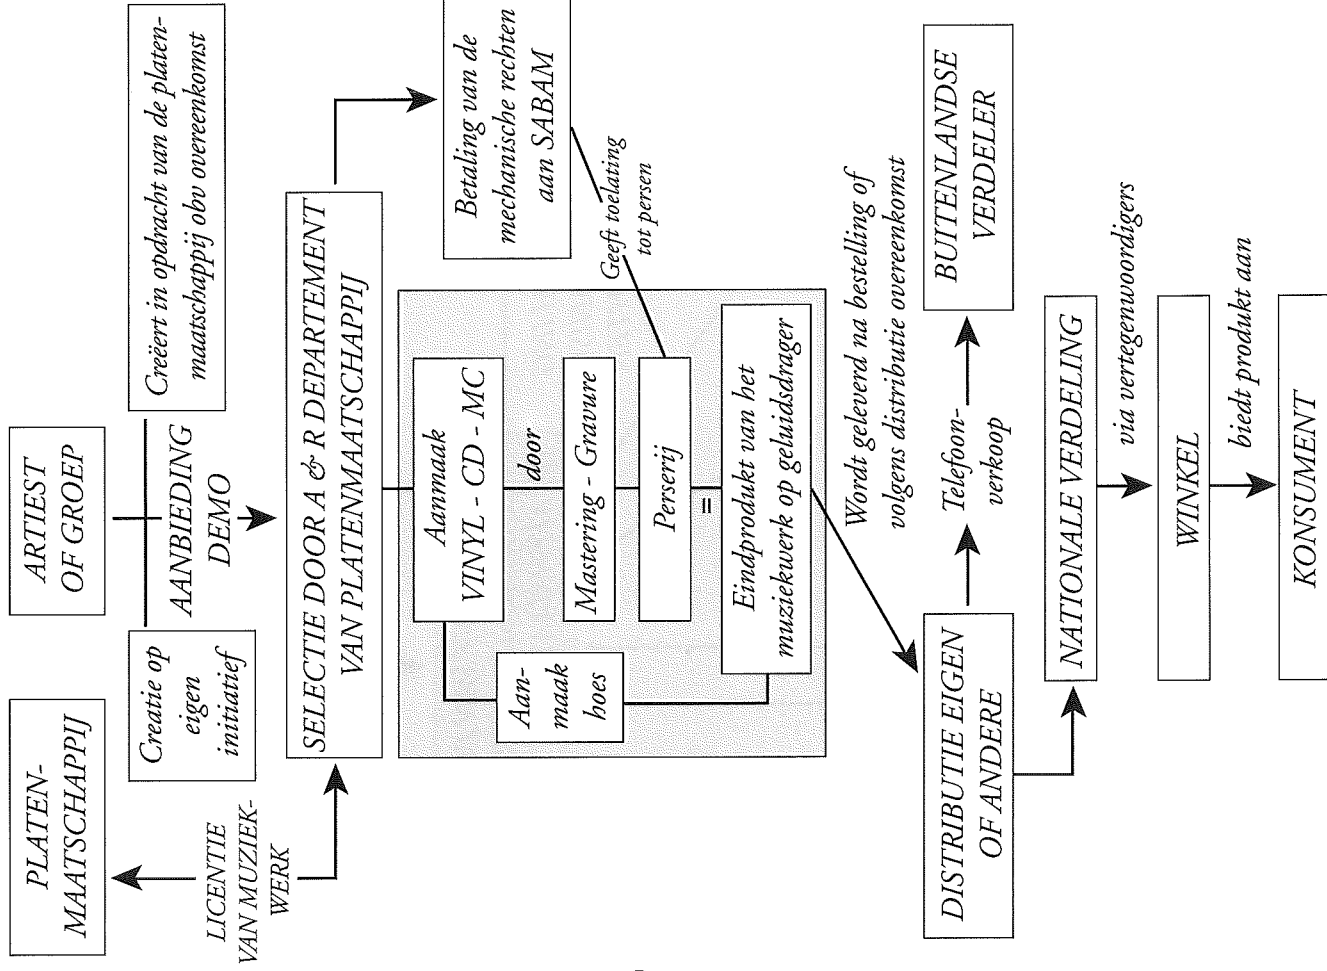 PLATEN-
MAATSCHAPPIJ
ARTIEST
OF GROEP
Creatie op
eigen
initiatief
AANBIEDING
DEMO
Creëert in opdracht van de platen-
maatschappij obv overeenkomst
LICENTIE
VAN MUZIEK-
WERK
SELECTIE DOOR A & R DEPARTEMENT
VAN PLATENMAATSCHAPPIJ
Betaling van de
mechanische rechten
aan SABAM
Geeft toelating
tot persen
Aanmaak
VINYL - CD - MC
door
Aan-
maak
hoes
Mastering - Gravure
Perserij
=
Eindprodukt van het
muziekwerk op geluidsdrager
Wordt geleverd na bestelling of
volgens distributie overeenkomst
DISTRIBUTIE EIGEN
OF ANDERE
Telefoon-
verkoop
BUITENLANDSE
VERDELER
NATIONALE VERDELING
via vertegenwoordigers
WINKEL
biedt produkt aan
KONSUMENT